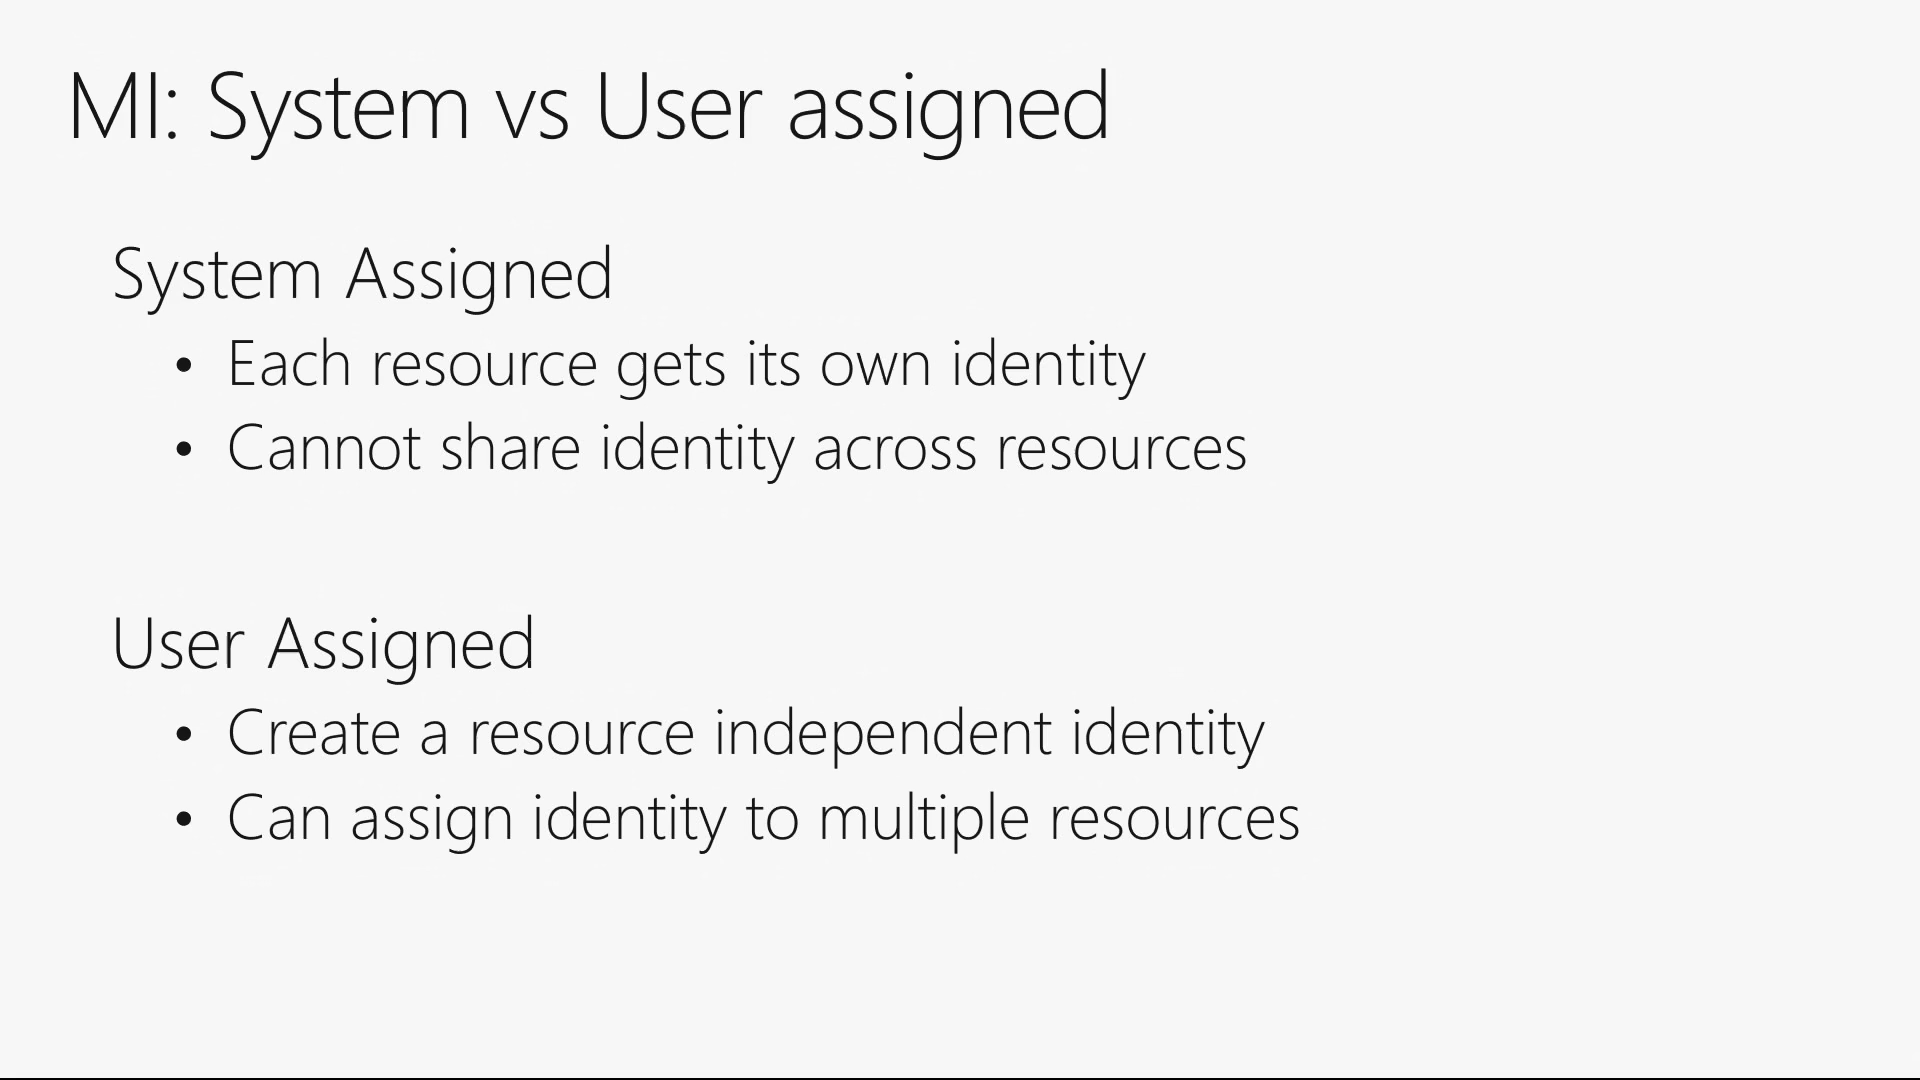 MI: System vs User assigned
System Assigned
• Each resource gets its own identity
• Cannot share identity across resources
User Assigned
• Create a resource independent identity
• Can assign identity to multiple resources